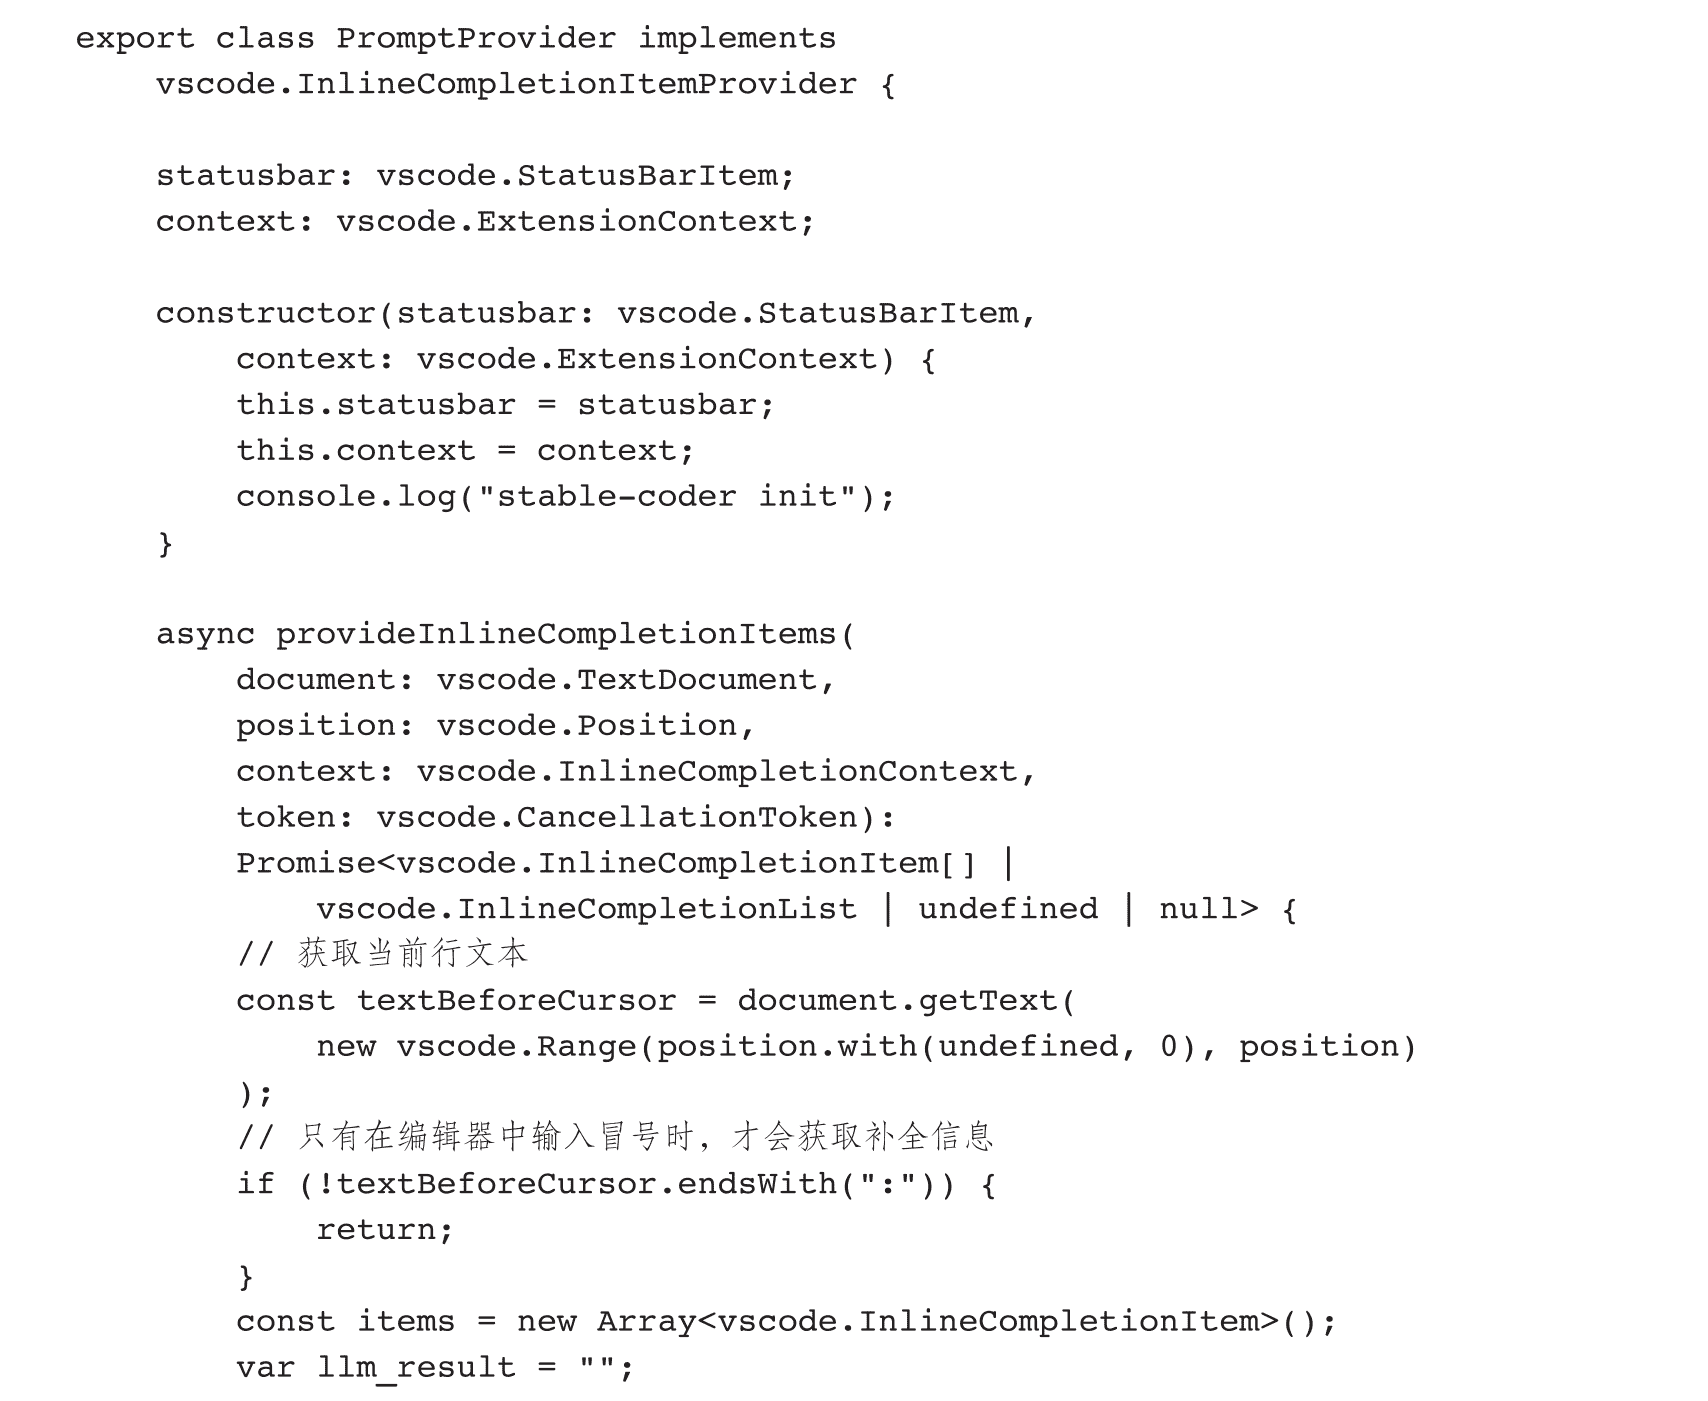 export class PromptProvider implements
    vscode.InlineCompletionItemProvider {

    statusbar: vscode.StatusBarItem;
    context: vscode.ExtensionContext;

    constructor(statusbar: vscode.StatusBarItem,
        context: vscode.ExtensionContext) {
        this.statusbar = statusbar;
        this.context = context;
        console.log("stable-coder init");
    }

    async provideInlineCompletionItems(
        document: vscode.TextDocument,
        position: vscode.Position,
        context: vscode.InlineCompletionContext,
        token: vscode.CancellationToken):
        Promise<vscode.InlineCompletionItem[] |
            vscode.InlineCompletionList | undefined | null> {
        // 获取当前行文本
        const textBeforeCursor = document.getText(
            new vscode.Range(position.with(undefined, 0), position)
        );
        // 只有在编辑器中输入冒号时，才会获取补全信息
        if (!textBeforeCursor.endsWith(":")) {
            return;
        }
        const items = new Array<vscode.InlineCompletionItem>();
        var llm_result = "";